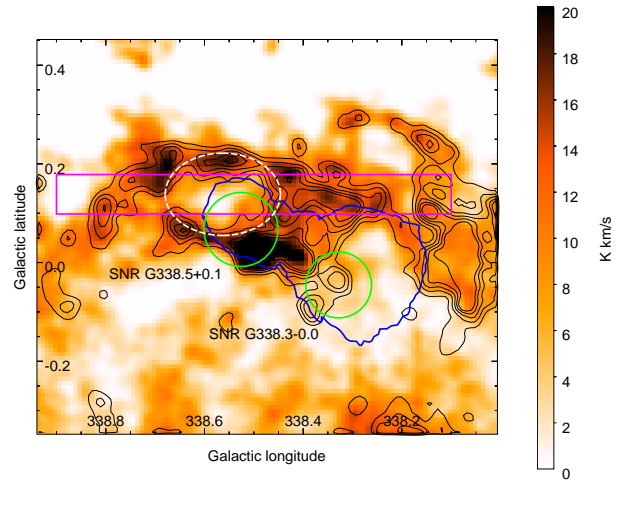 20
18
16
14
12
10
8
6
4
2
0
K km/s
0.4
0.2
0.0
-0.2
Galactic latitude
SNR G338.5+0.1
SNR G338.3-0.0
338.8 338.6 338.4 338.2
Galactic longitude